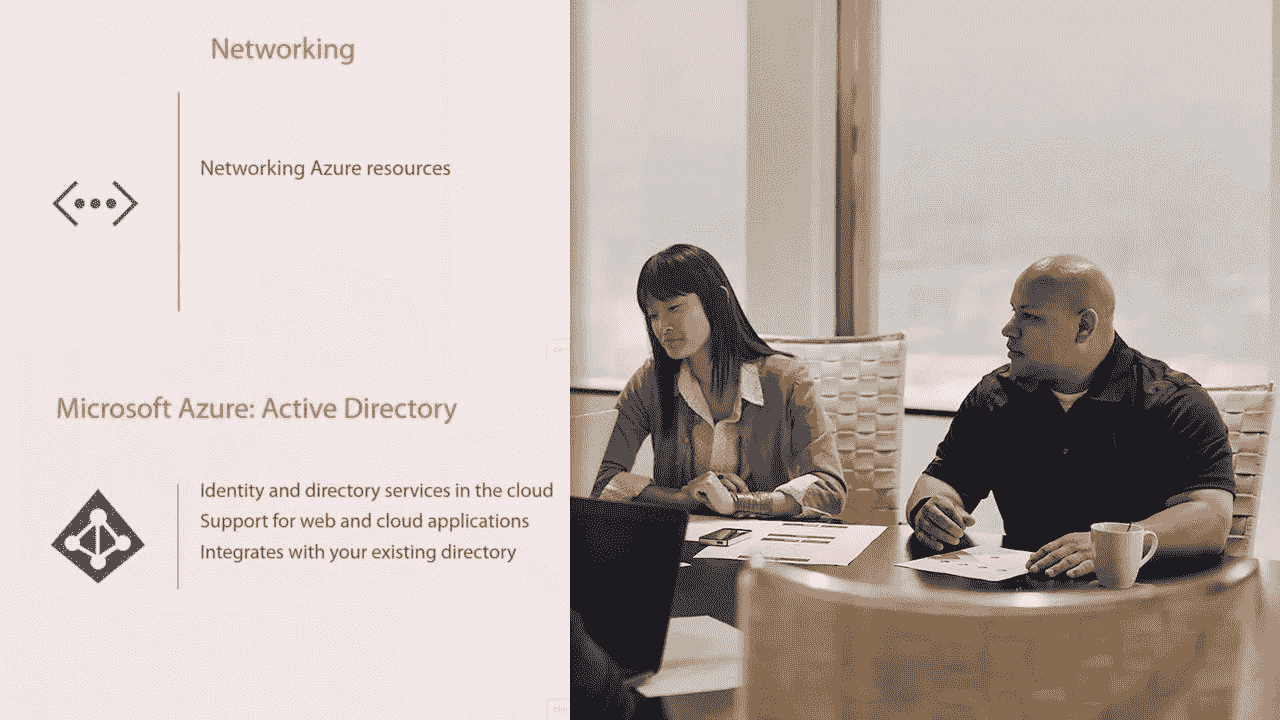 Networking
Networking Azure resources
Microsoft Azure: Active Directory
Identity and directory services in the cloud
Support for web and cloud applications
Integrates with your existing directory